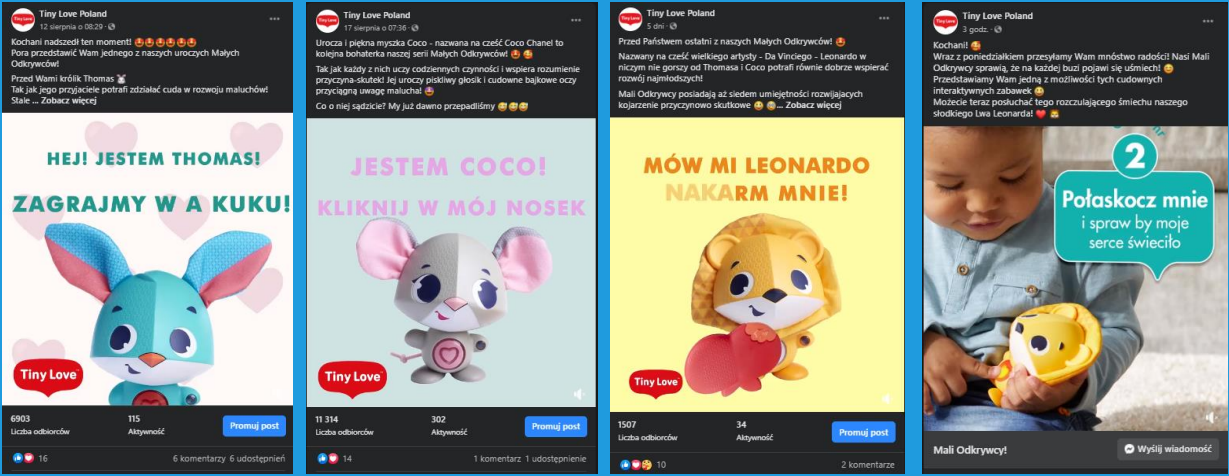 Tiny Love Poland
12 sierpnia o 08:29
Kochani nadszedł ten moment!
Pora przedstawić Wam jednego z naszych uroczych Małych
Odkrywców!
Przed Wami królik Thomas
Tak jak jego przyjaciele potrafi zdziałać cuda w rozwoju maluchów!
Stale ... Zobacz więcej
HEJ! JESTEM THOMAS!
ZAGRAJMY W A KUKU!
Tiny Love
6903
Liczba odbiorców
115
Aktywność
Promuj post
16
6 komentarzy 6 udostępnień
Tiny Love Poland
17 sierpnia o 07:36
Urocza i piękna myszka Coco - nazwana na cześć Coco Chanel to
kolejna bohaterka naszej serii Małych Odkrywców!
Tak jak każdy z nich uczy codziennych czynności i wspiera rozumienie
przyczyna-skutek! Jej uroczy piskliwy głosik i cudowne bajkowe oczy
przyciągną uwagę malucha!
Co o niej sądzicie? My już dawno przepadliśmy
JESTEM COCO!
KLIKNIJ W MÓJ NOSEK
Tiny Love
11 314
Liczba odbiorców
302
Aktywność
Promuj post
14
1 komentarz 1 udostępnienie
Tiny Love Poland
5 dni
Przed Państwem ostatni z naszych Małych Odkrywców!
Nazwany na cześć wielkiego artysty - Da Vinciego - Leonardo w
niczym nie gorszy od Thomasa i Coco potrafi równie dobrze wspierać
rozwój najmłodszych!
Mali Odkrywcy posiadają aż siedem umiejętności rozwijajacych
kojarzenie przyczynowo skutkowe ... Zobacz więcej
MÓW MI LEONARDO
NAKARM MNIE!
Tiny Love
1507
Liczba odbiorców
34
Aktywność
Promuj post
10
2 komentarze
Tiny Love Poland
3 godz.
Kochani!
Wraz z poniedziałkiem przesyłamy Wam mnóstwo radości! Nasi Mali
Odkrywcy sprawią, że na każdej buzi pojawi się uśmiech!
Przedstawiamy Wam jedną z możliwości tych cudownych
interaktywnych zabawek
Możecie teraz posłuchać tego rozczulającego śmiechu naszego
słodkiego Lwa Leonarda!
nr
2
Połaskocz mnie
i spraw by moje
serce świeciło
Mali Odkrywcy!
Wyślij wiadomość